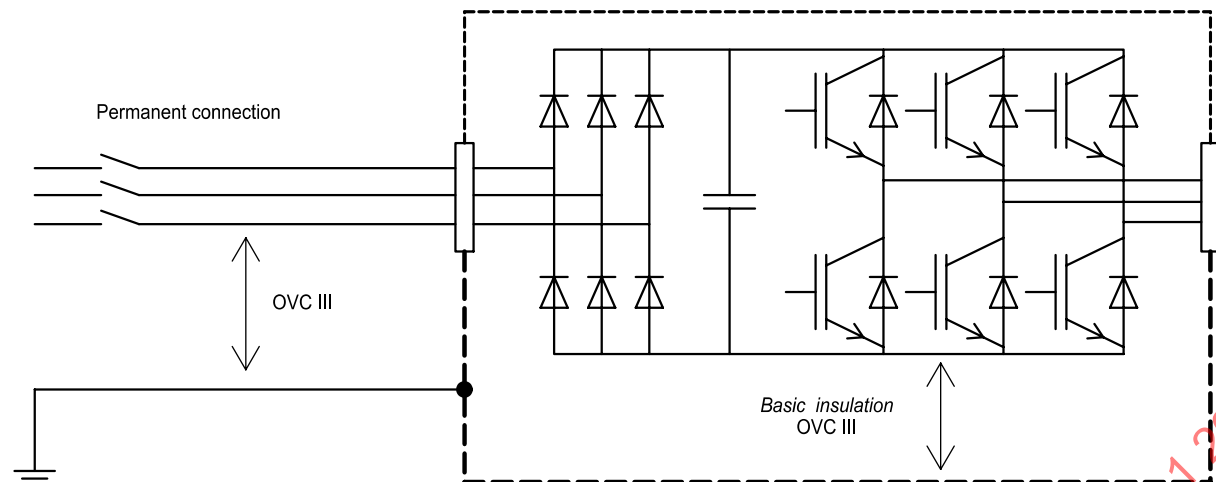 Permanent connection
OVC III
Basic insulation
OVC III